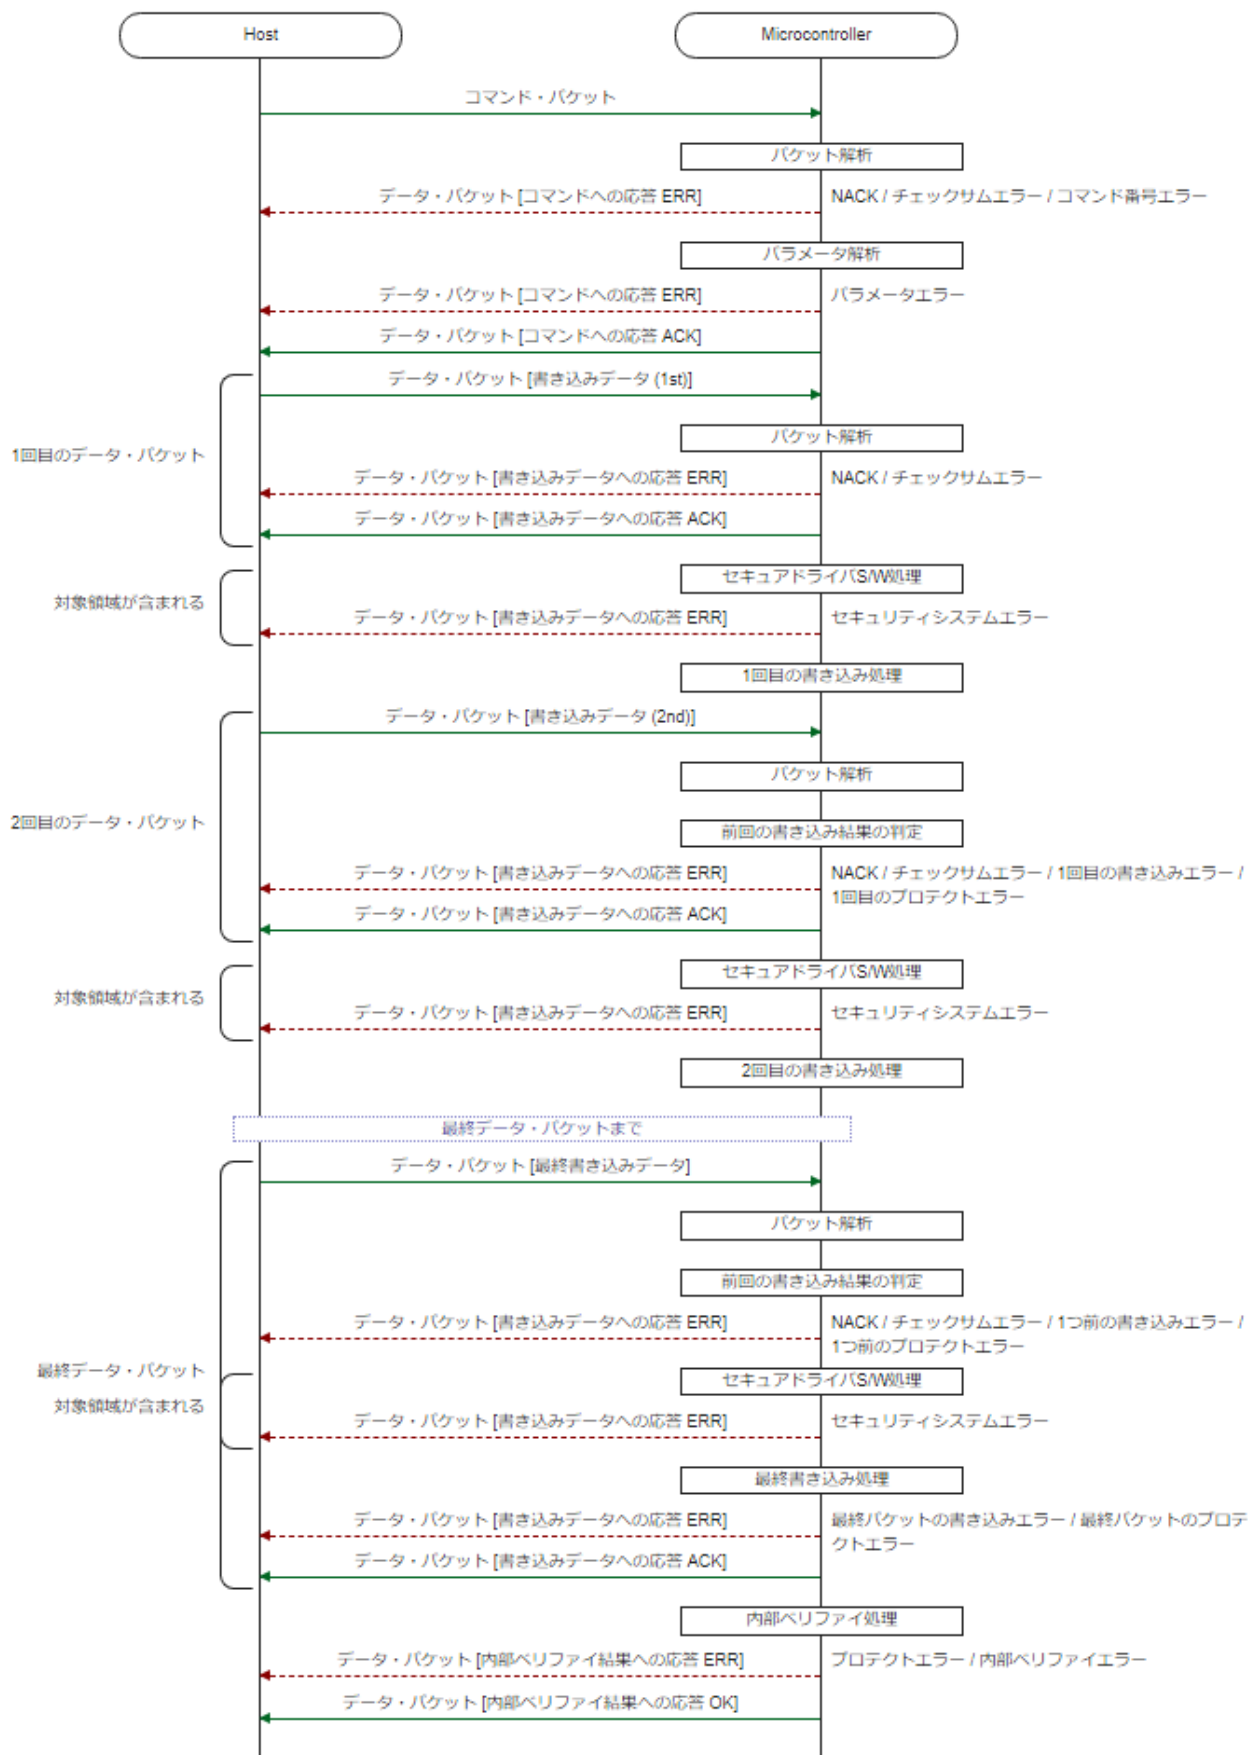 Host
Microcontroller
コマンド・パケット
パケット解析
データ・パケット [コマンドへの応答 ERR]
NACK / チェックサムエラー / コマンド番号エラー
パラメータ解析
データ・パケット [コマンドへの応答 ERR]
パラメータエラー
データ・パケット [コマンドへの応答 ACK]
データ・パケット [書き込みデータ (1st)]
パケット解析
1回目のデータ・パケット
データ・パケット [書き込みデータへの応答 ERR]
NACK / チェックサムエラー
データ・パケット [書き込みデータへの応答 ACK]
セキュアドライバS/W処理
対象領域が含まれる
データ・パケット [書き込みデータへの応答 ERR]
セキュリティシステムエラー
1回目の書き込み処理
データ・パケット [書き込みデータ (2nd)]
パケット解析
2回目のデータ・パケット
前回の書き込み結果の判定
データ・パケット [書き込みデータへの応答 ERR]
NACK / チェックサムエラー / 1回目の書き込みエラー /
1回目のプロテクトエラー
データ・パケット [書き込みデータへの応答 ACK]
セキュアドライバS/W処理
対象領域が含まれる
データ・パケット [書き込みデータへの応答 ERR]
セキュリティシステムエラー
2回目の書き込み処理
最終データ・パケットまで
データ・パケット [最終書き込みデータ]
パケット解析
前回の書き込み結果の判定
データ・パケット [書き込みデータへの応答 ERR]
NACK / チェックサムエラー / 1つ前の書き込みエラー /
1つ前のプロテクトエラー
最終データ・パケット
セキュアドライバS/W処理
対象領域が含まれる
データ・パケット [書き込みデータへの応答 ERR]
セキュリティシステムエラー
最終書き込み処理
データ・パケット [書き込みデータへの応答 ERR]
最終パケットの書き込みエラー / 最終パケットのプロテ
クトエラー
データ・パケット [書き込みデータへの応答 ACK]
内部ベリファイ処理
データ・パケット [内部ベリファイ結果への応答 ERR]
プロテクトエラー / 内部ベリファイエラー
データ・パケット [内部ベリファイ結果への応答 OK]